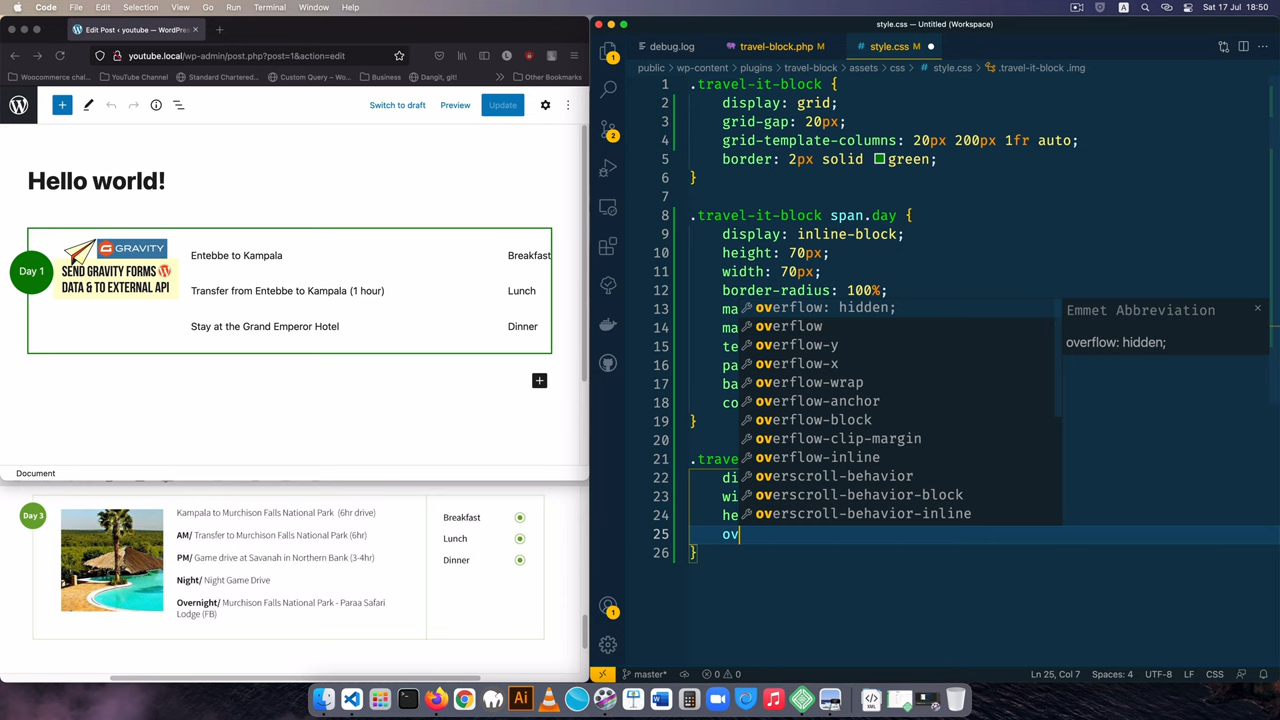 Code File Edit Selection View Go Run Terminal Window Help
A
Sat 17 Jul 18:50
Edit Post ‹ youtube — WordPres
youtube.local/wp-admin/post.php?post=1&action=edit
Woocommerce chall
YouTube Channel
Standard Chartered...
Custom Query – Wo...
Business
Dangit, git!
Other Bookmarks
Switch to draft
Preview
Update
Hello world!
Day 1
GRAVITY
SEND GRAVITY FORMS
DATA & TO EXTERNAL API
Entebbe to Kampala
Breakfast
Transfer from Entebbe to Kampala (1 hour)
Lunch
Stay at the Grand Emperor Hotel
Dinner
Document
Day 3
Kampala to Murchison Falls National Park (6hr drive)
AM/ Transfer to Murchison Falls National Park (6hr)
PM/ Game drive at Savanah in Northern Bank (3-4hr)
Night/ Night Game Drive
Overnight/ Murchison Falls National Park - Paraa Safari
Lodge (FB)
Breakfast
Lunch
Dinner
style.css — Untitled (Workspace)
debug.log
travel-block.php M
style.css M
public › wp-content › plugins › travel-block › assets › css › # style.css › .travel-it-block .img
1 .travel-it-block {
2 display: grid;
3 grid-gap: 20px;
4 grid-template-columns: 20px 200px 1fr auto;
5 border: 2px solid green;
6 }
7
8 .travel-it-block span.day {
9 display: inline-block;
10 height: 70px;
11 width: 70px;
12 border-radius: 100%;
13 ma
14 ma
15 te
16 pa
17 ba
18 co
19 }
20
21 .trave
22 di
23 wi
24 he
25 ov
26 }
overflow: hidden;
overflow
overflow-y
overflow-x
overflow-wrap
overflow-anchor
overflow-block
overflow-clip-margin
overflow-inline
overscroll-behavior
overscroll-behavior-block
overscroll-behavior-inline
Emmet Abbreviation
overflow: hidden;
1
2
1
1
master*
0
0
Ln 25, Col 7
Spaces: 4
UTF-8
LF
CSS
Ai
</>
XML